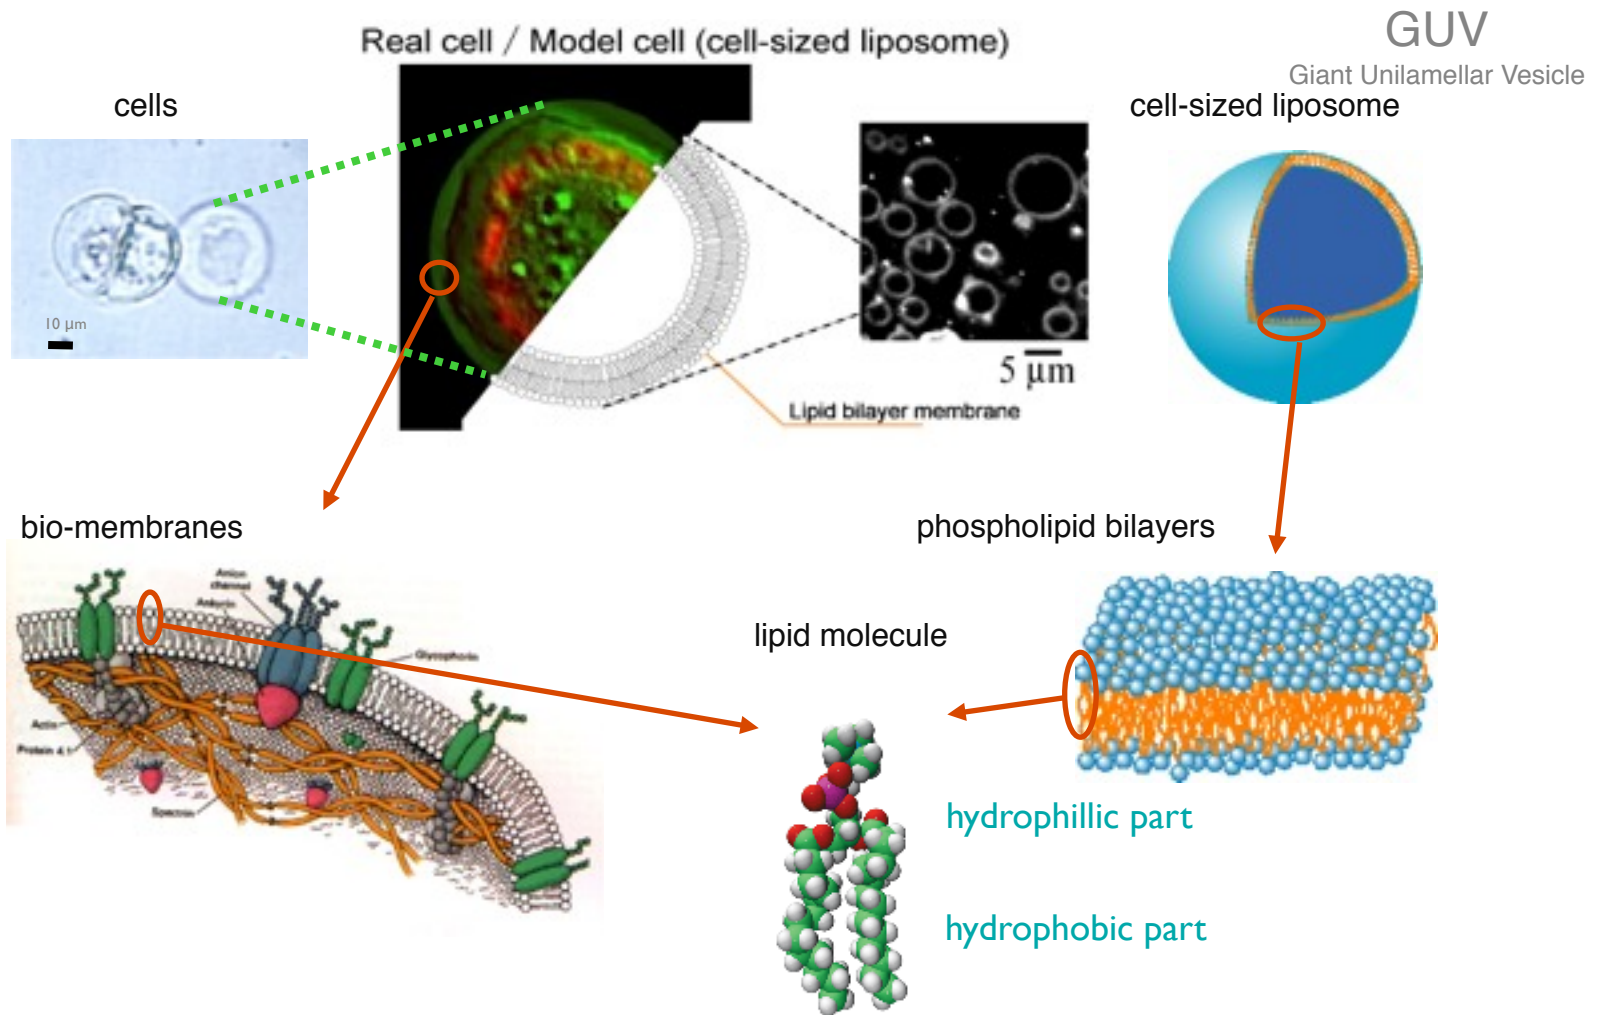 GUV
Giant Unilamellar Vesicle
Real cell / Model cell (cell-sized liposome)
cells
cell-sized liposome
10 µm
5 µm
Lipid bilayer membrane
bio-membranes
phospholipid bilayers
Anion
channel
Ankyrin
Glycophorin
Actin
Protein 4.1
Spectrin
lipid molecule
hydrophillic part
hydrophobic part